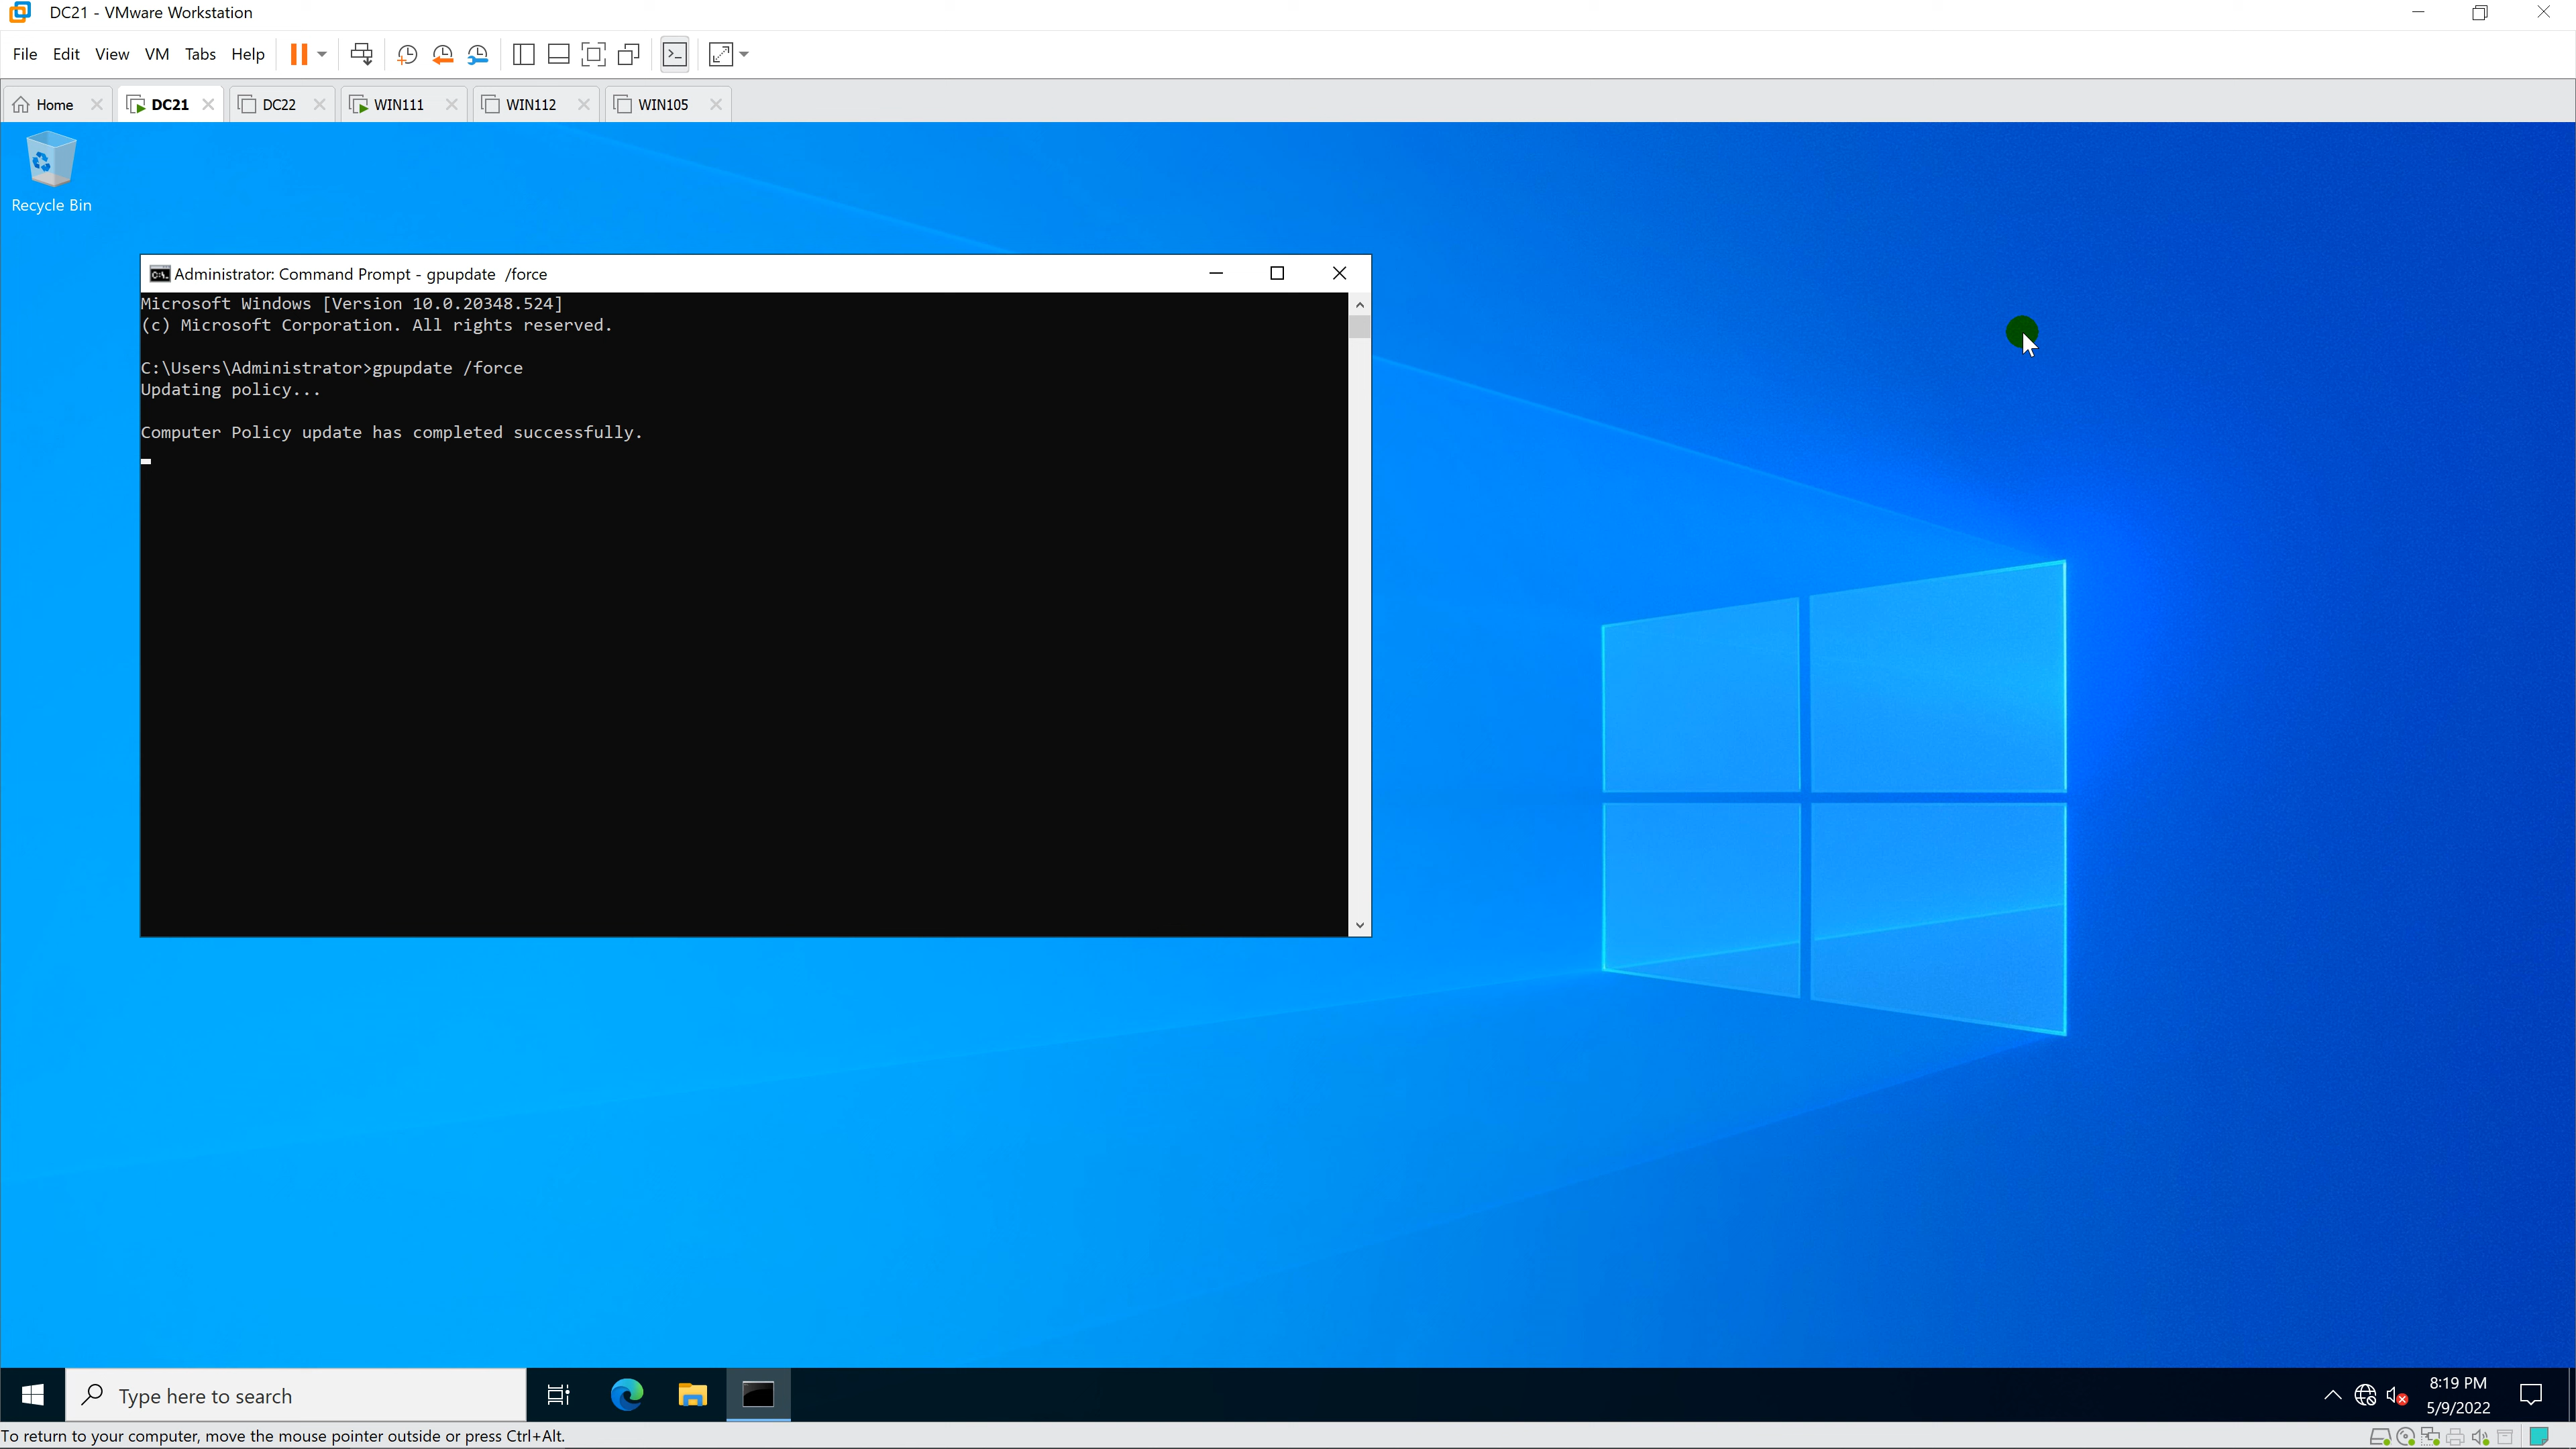 DC21 - VMware Workstation
File Edit View VM Tabs Help
Home DC21 DC22 WIN111 WIN112 WIN105
Recycle Bin
Administrator: Command Prompt - gpupdate /force
Microsoft Windows [Version 10.0.20348.524]
(c) Microsoft Corporation. All rights reserved.
C:\Users\Administrator>gpupdate /force
Updating policy...
Computer Policy update has completed successfully.
Type here to search
8:19 PM
5/9/2022
To return to your computer, move the mouse pointer outside or press Ctrl+Alt.